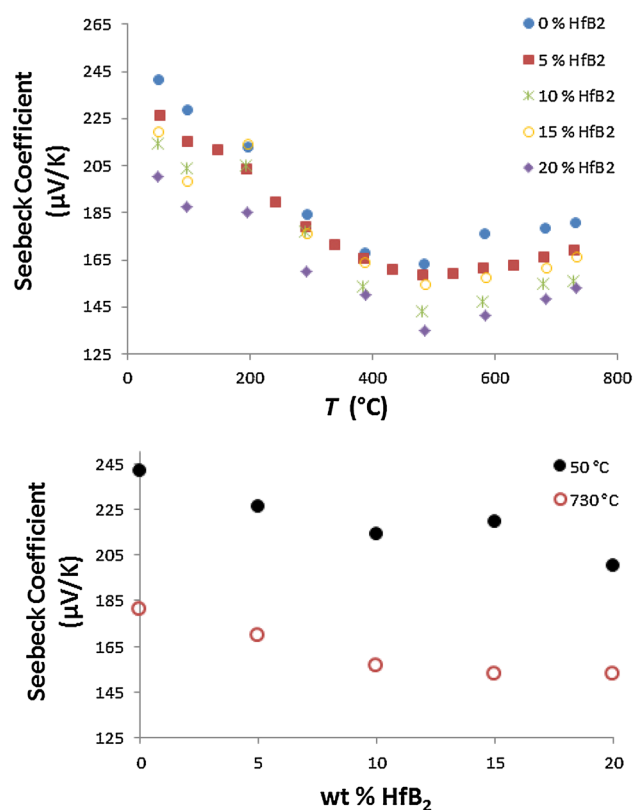 265
245
225
205
185
165
145
125
Seebeck Coefficient
(µV/K)
0 % HfB2
5 % HfB2
10 % HfB2
15 % HfB2
20 % HfB2
0
200
400
600
800
T (°C)
245
225
205
185
165
145
125
Seebeck Coefficient
(µV/K)
50 °C
730 °C
0
5
10
15
20
wt % HfB₂